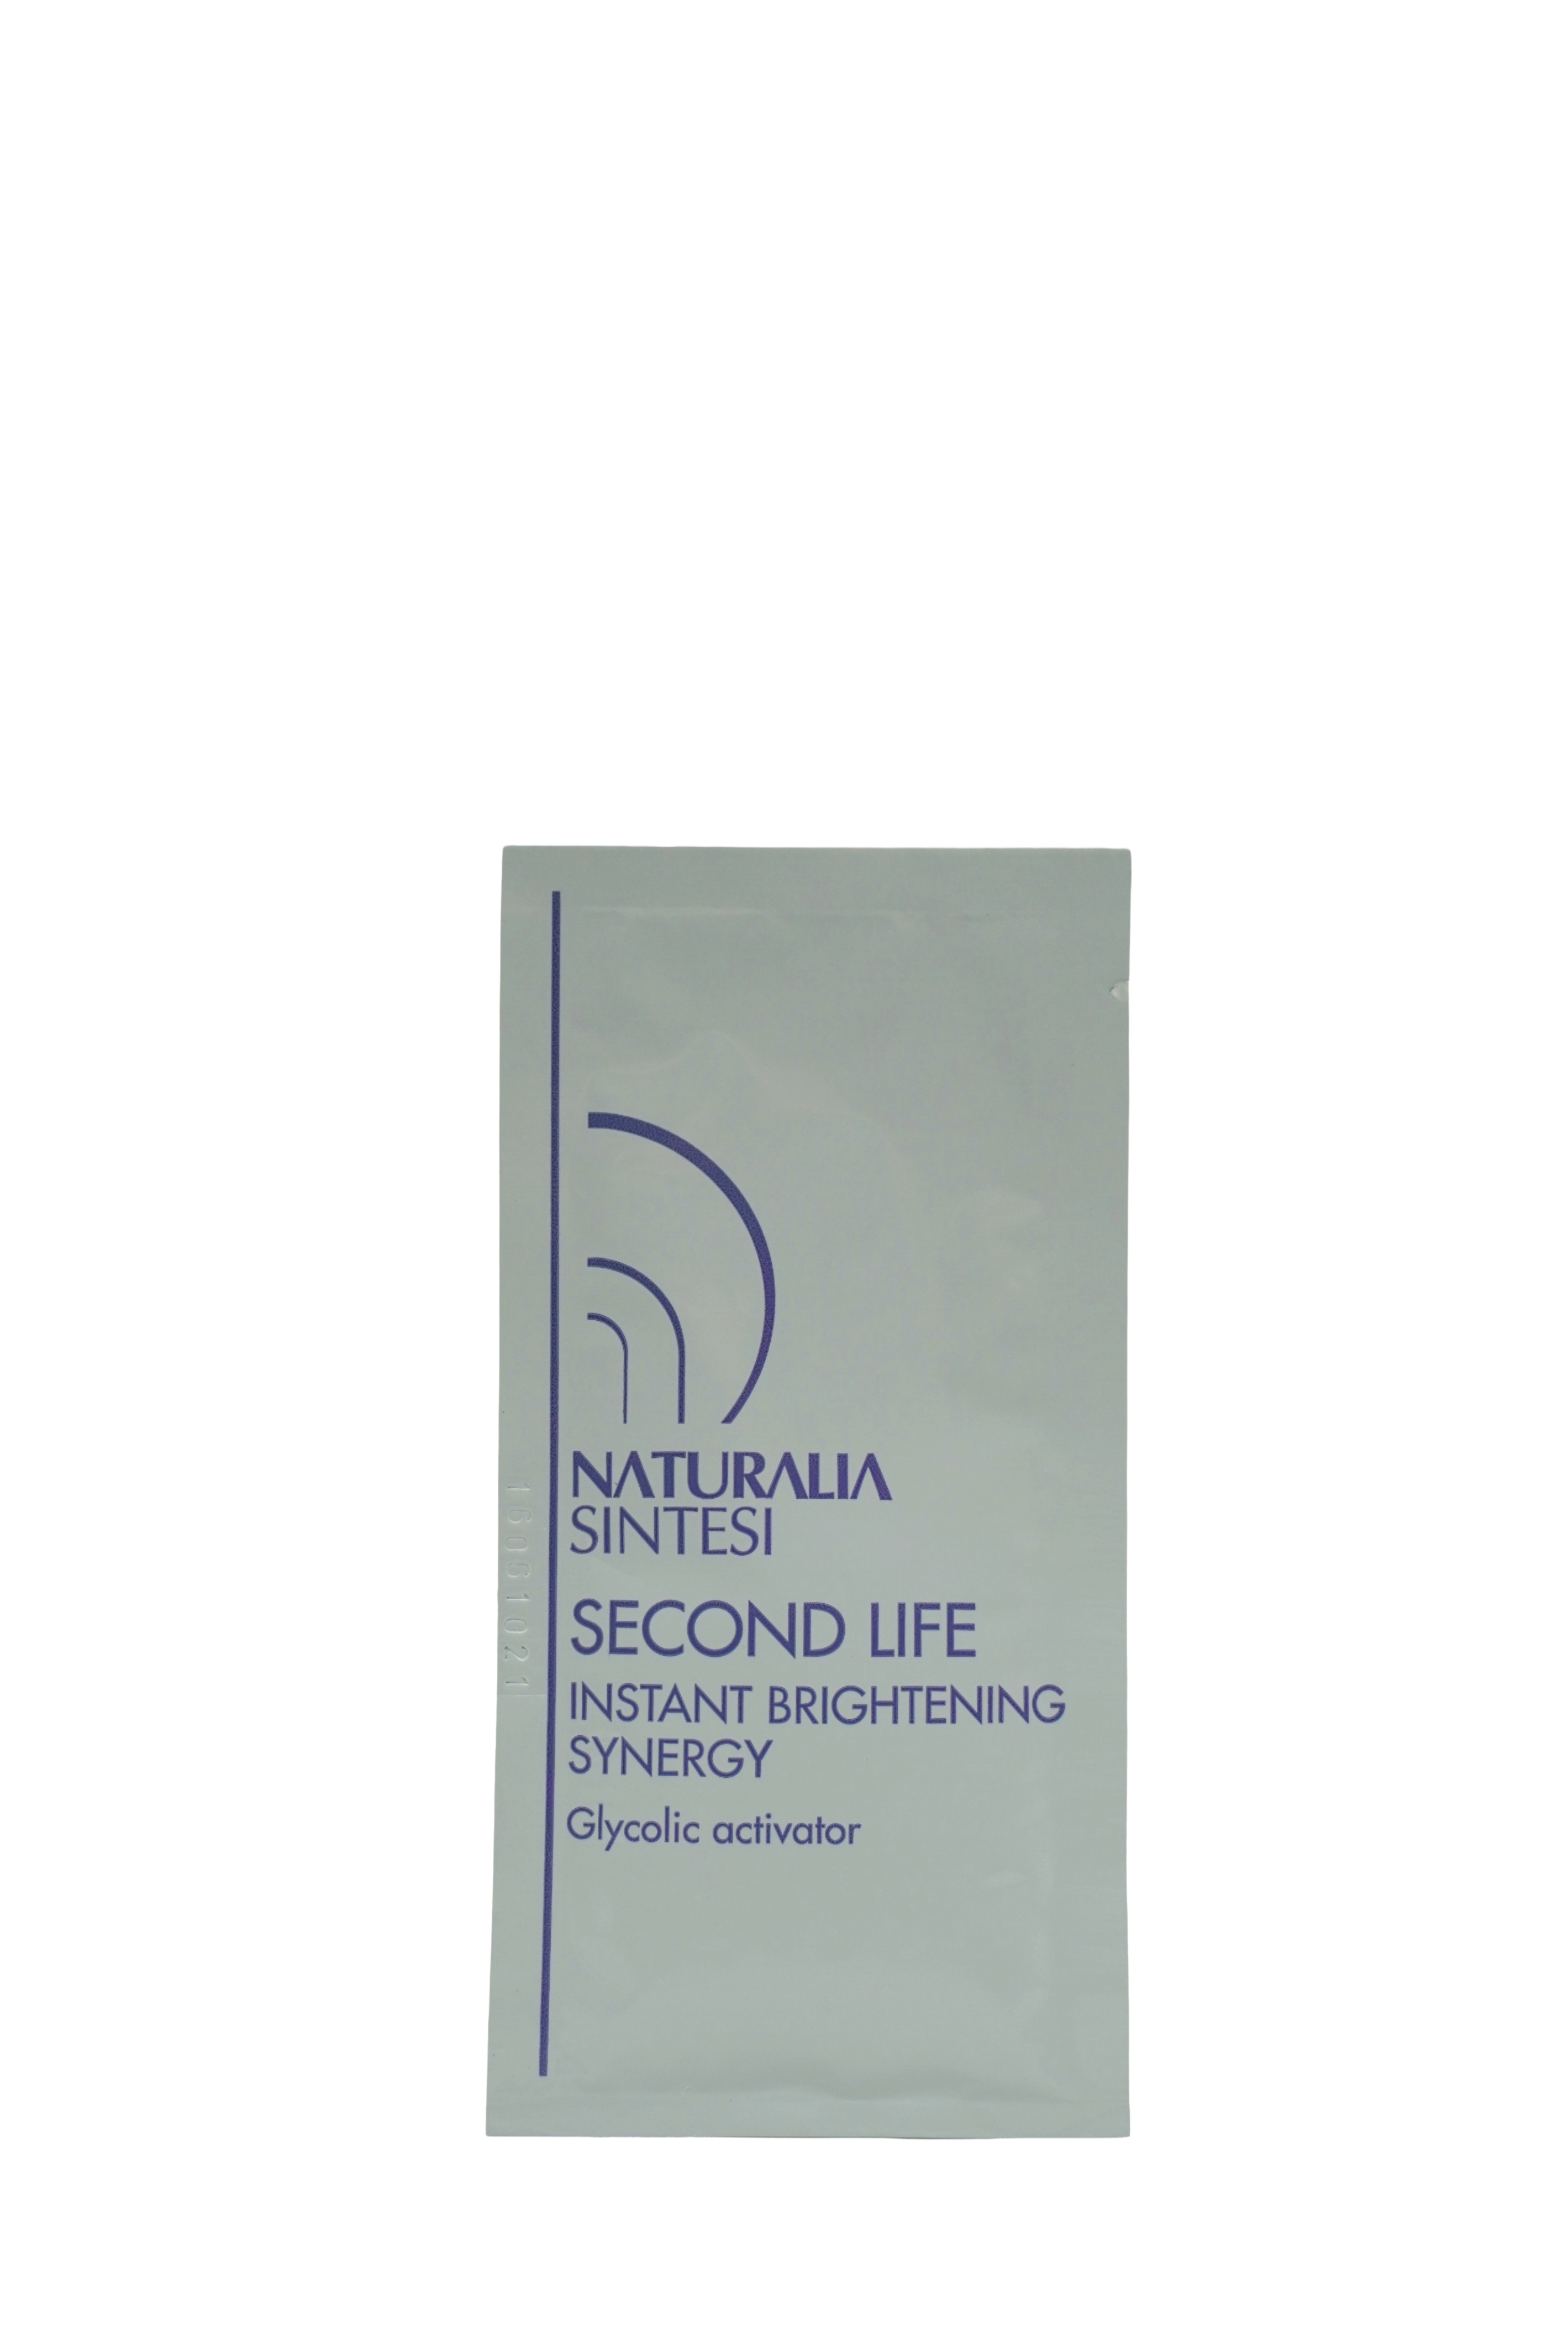 NATURALIA
SINTESI
SECOND LIFE
INSTANT BRIGHTENING
SYNERGY
Glycolic activator